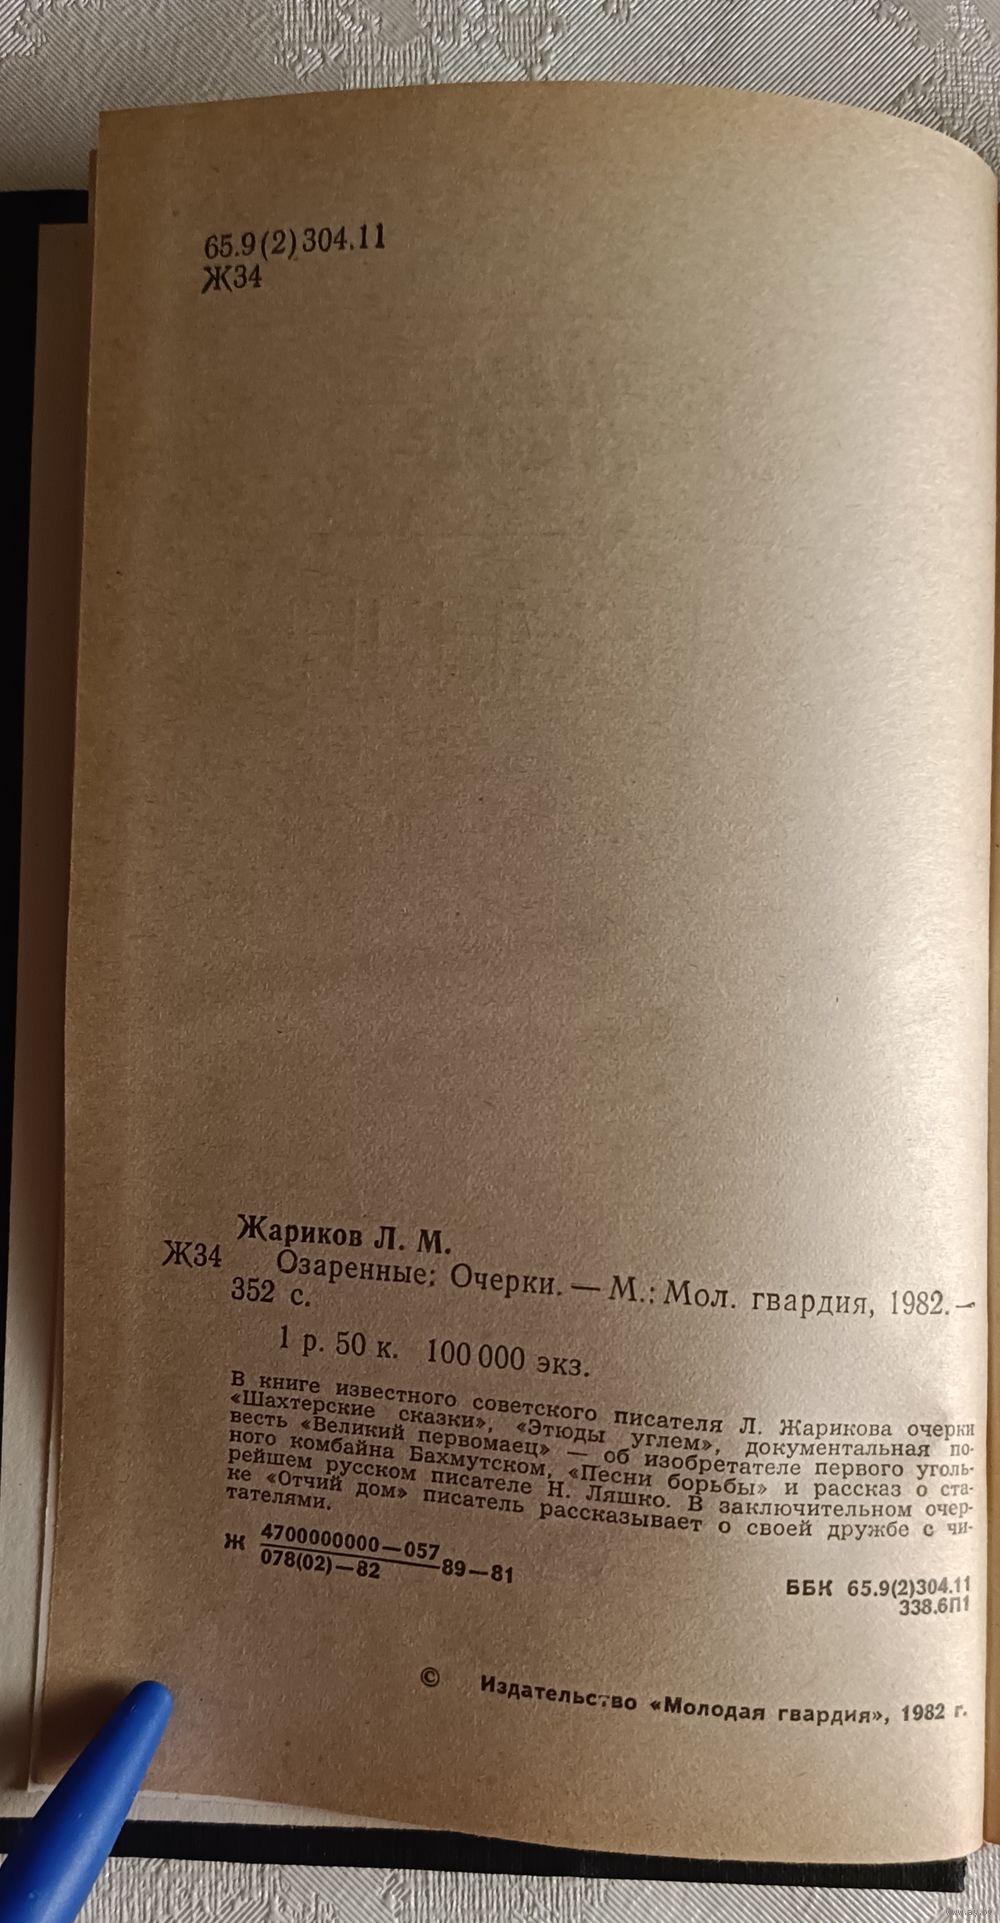 65.9(2)304.11
Ж34
Жариков Л. М.
Ж34 Озаренные: Очерки. — М.: Мол. гвардия, 1982. —
352 с.
1 р. 50 к. 100 000 экз.
В книге известного советского писателя Л. Жарикова очерки
«Шахтерские сказки», «Этюды углем», документальная по-
весть «Великий первомаец» — об изобретателе первого уголь-
ного комбайна Бахмутском, «Песни борьбы» и рассказ о ста-
рейшем русском писателе Н. Ляшко. В заключительном очер-
ке «Отчий дом» писатель рассказывает о своей дружбе с чи-
тателями.
Ж 4700000000—057
078(02)—82 89—81
ББК 65.9(2)304.11
338.6П1
© Издательство «Молодая гвардия», 1982 г.